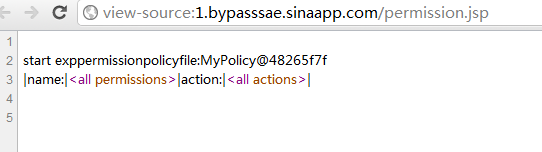 view-source:1.bypasssae.sinaapp.com/permission.jsp
1
2 start exppermissionpolicyfile:MyPolicy@48265f7f
3 |name:|<all permissions>|action:|<all actions>|
4
5